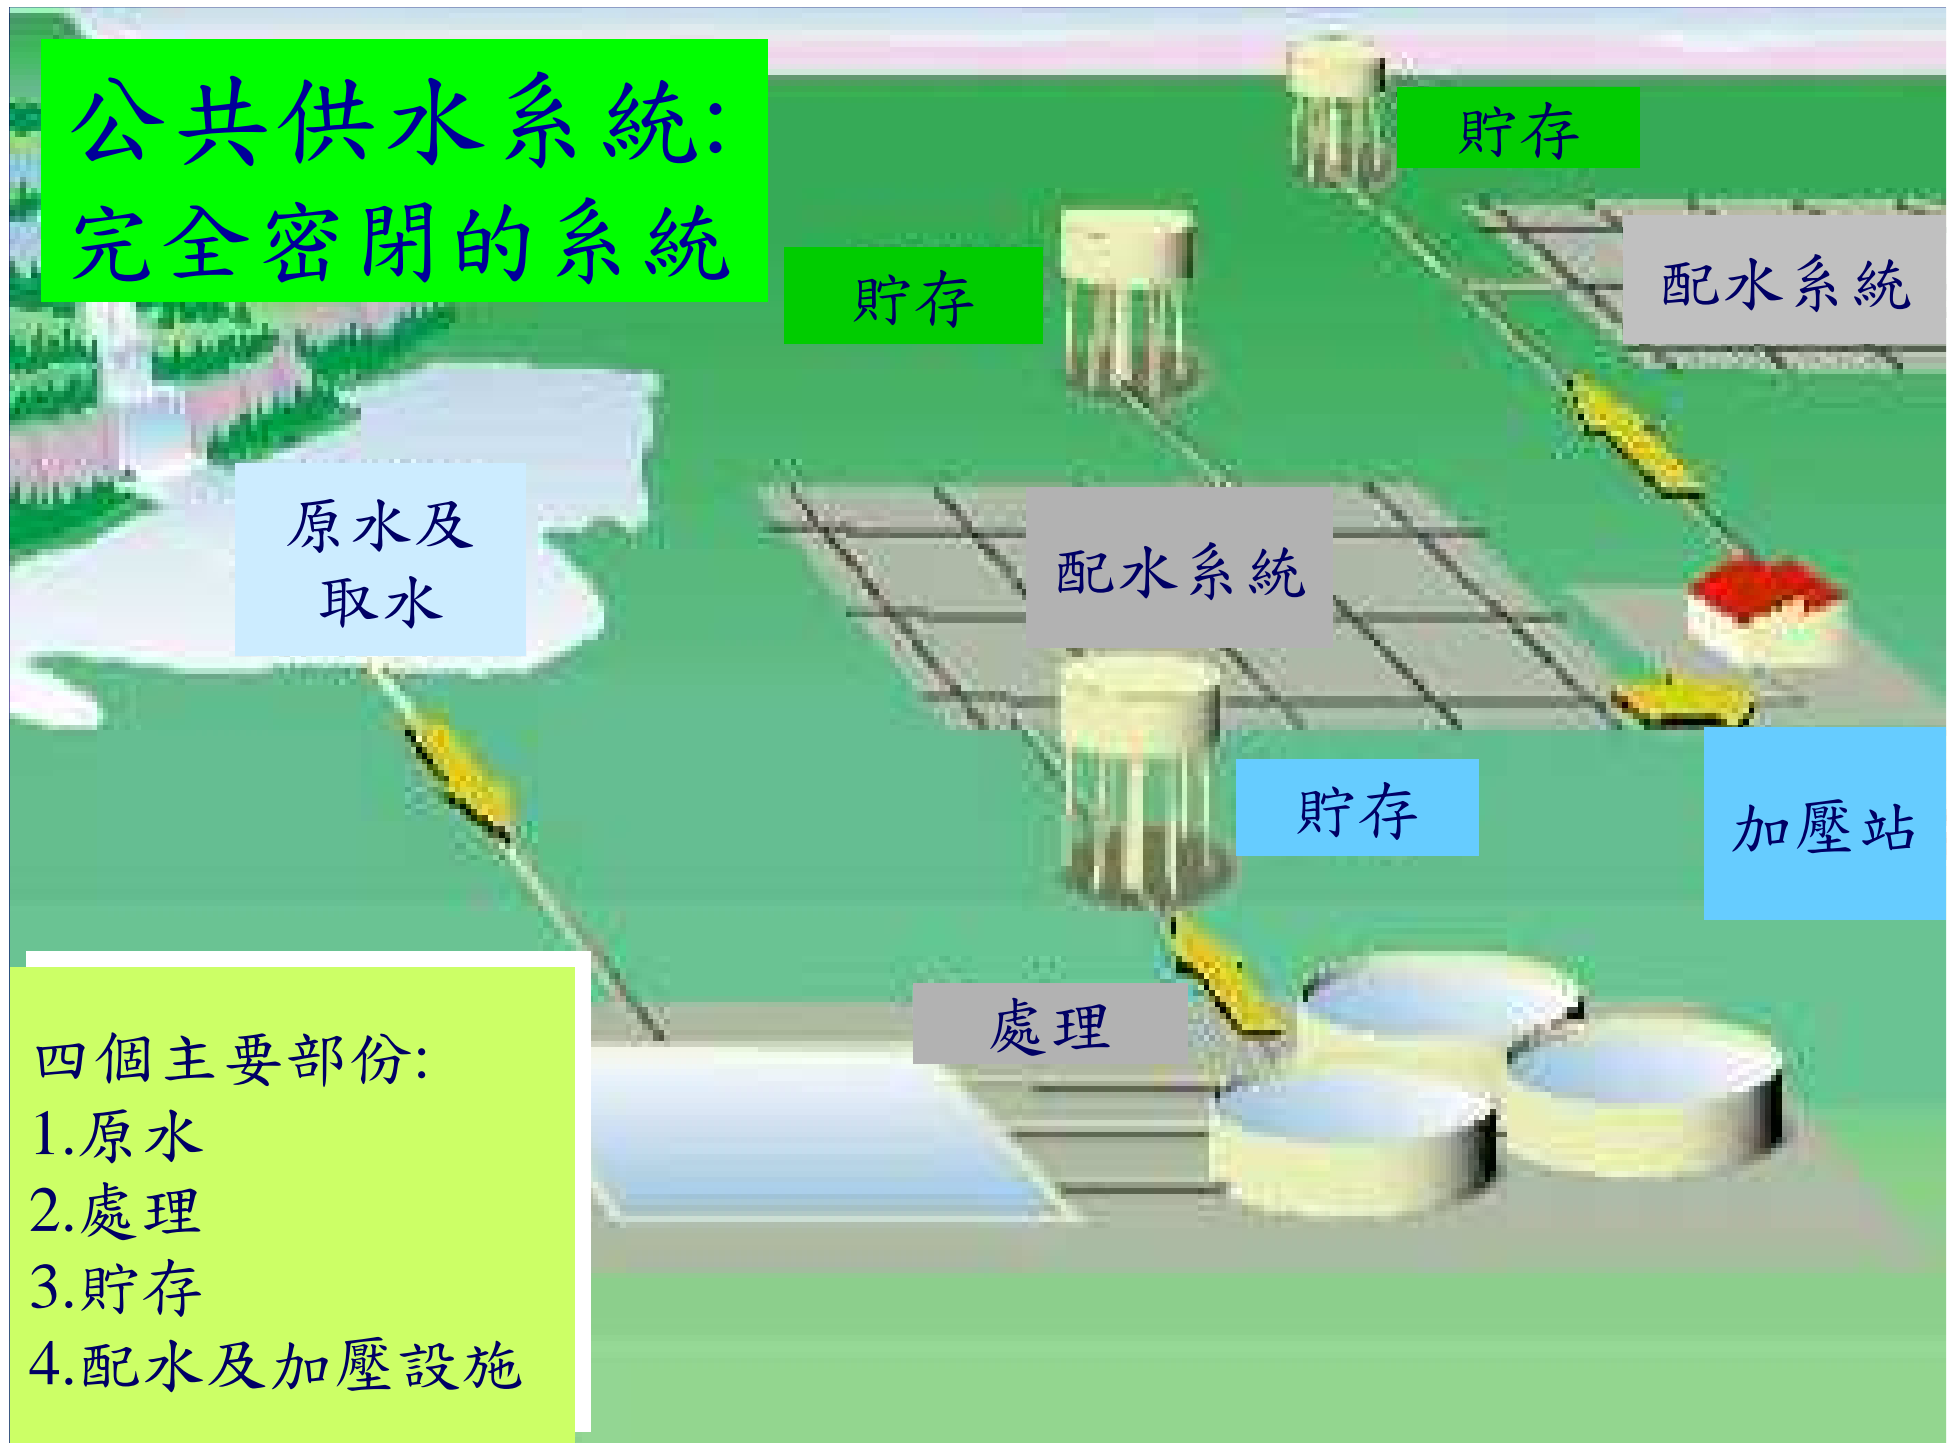 公共供水系統:
完全密閉的系統
貯存
貯存
配水系統
原水及
取水
配水系統
貯存
加壓站
處理
四個主要部份:
1.原水
2.處理
3.貯存
4.配水及加壓設施